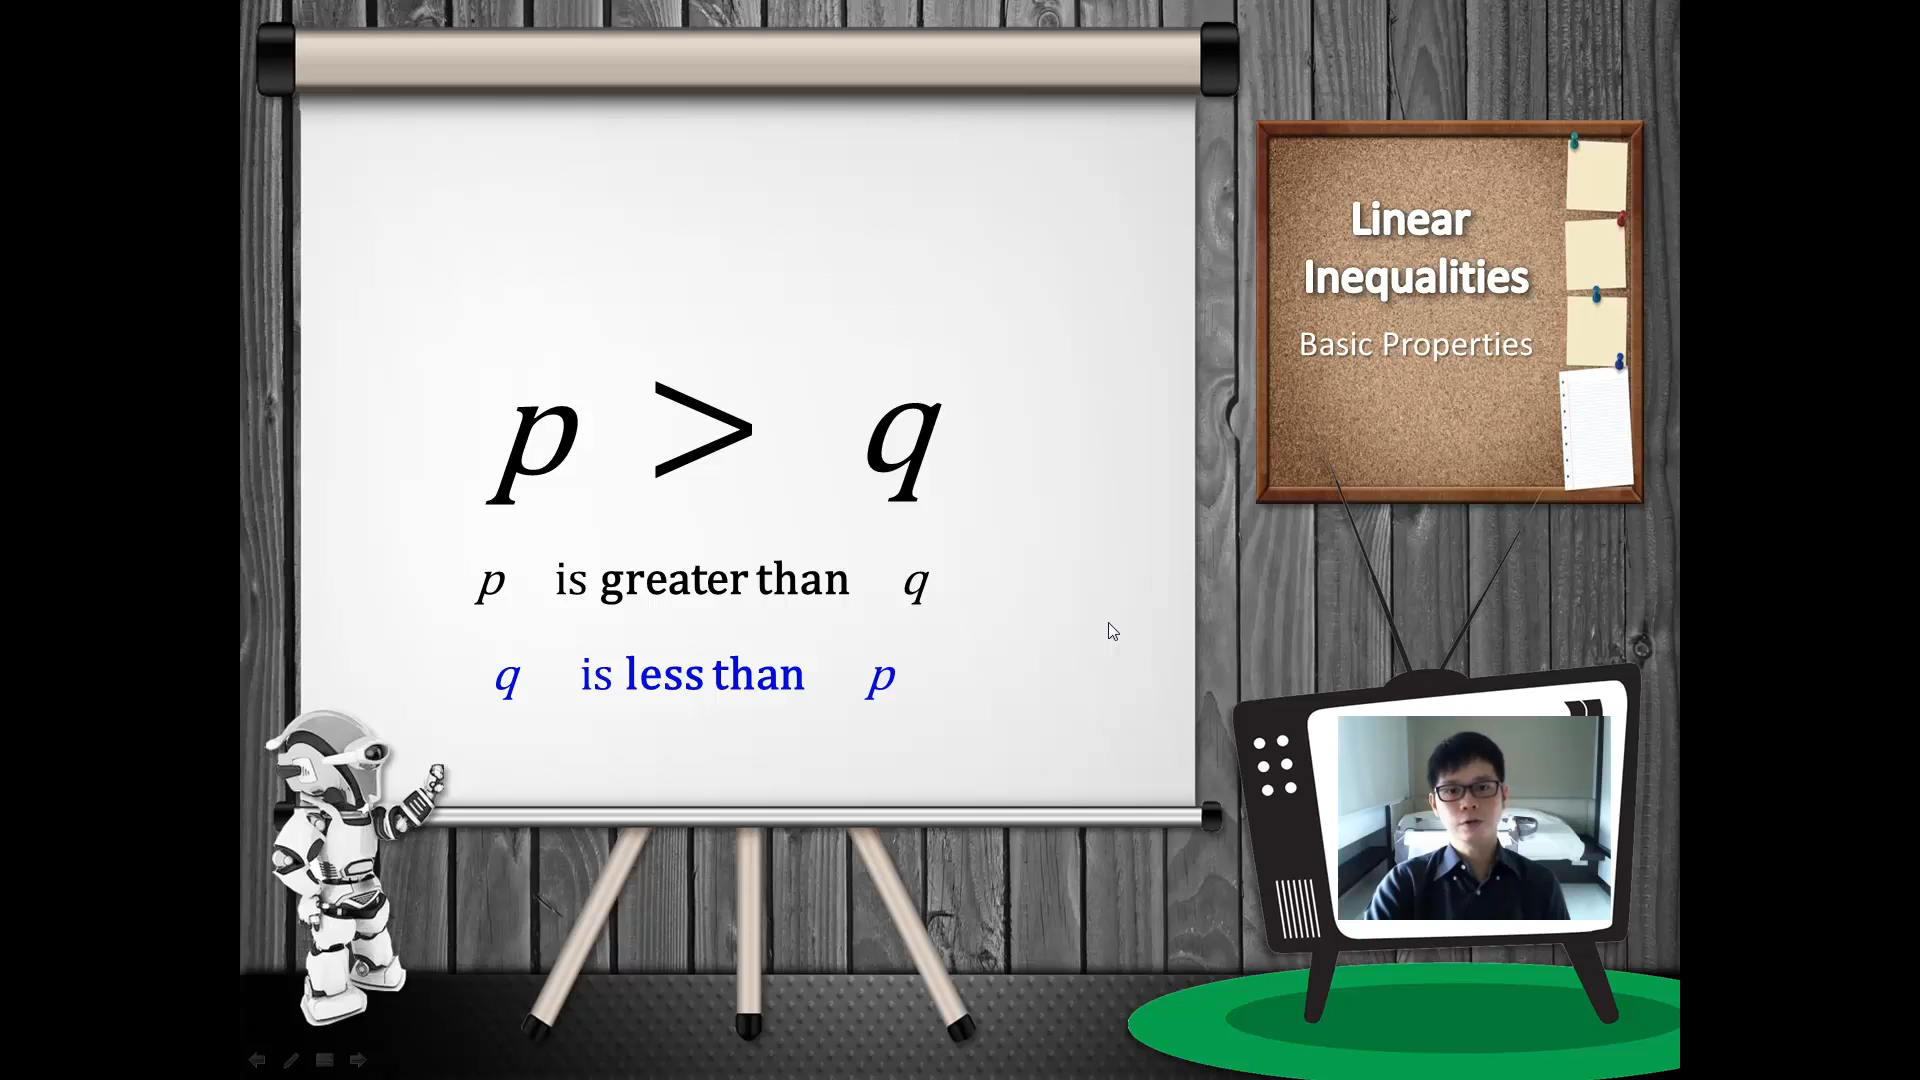 p > q
p is greater than q
q is less than p
Linear
Inequalities
Basic Properties